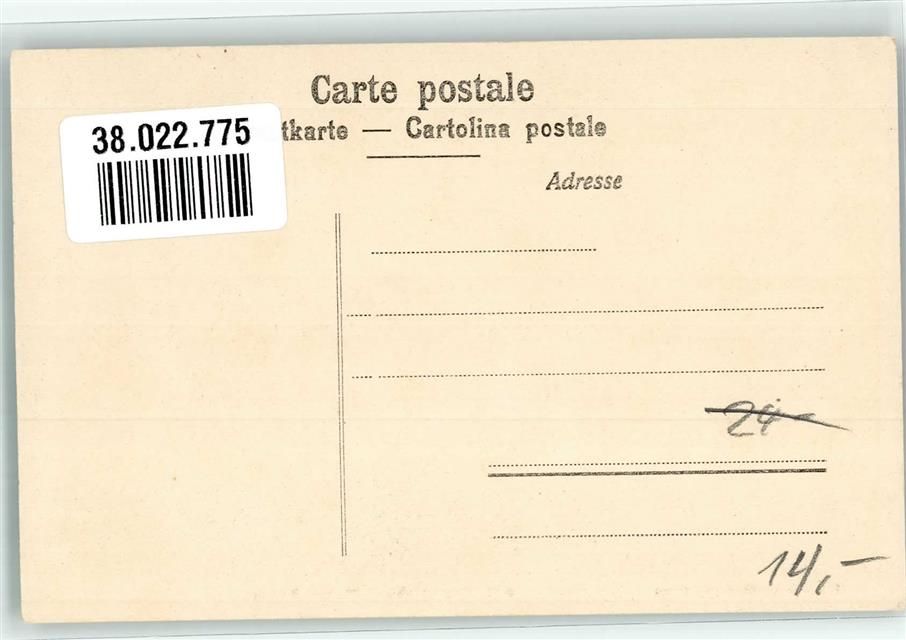 Carte postale
38.022.775
tkarte — Cartolina postale
Adresse
24
14,-